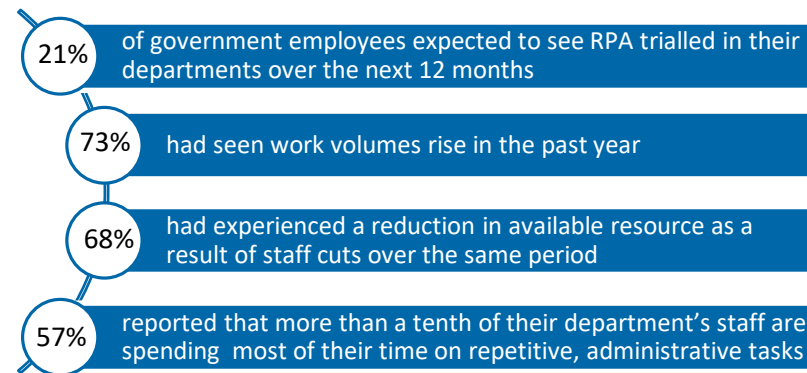 21%
of government employees expected to see RPA trialled in their
departments over the next 12 months
73%
had seen work volumes rise in the past year
68%
had experienced a reduction in available resource as a
result of staff cuts over the same period
57%
reported that more than a tenth of their department's staff are
spending  most of their time on repetitive, administrative tasks